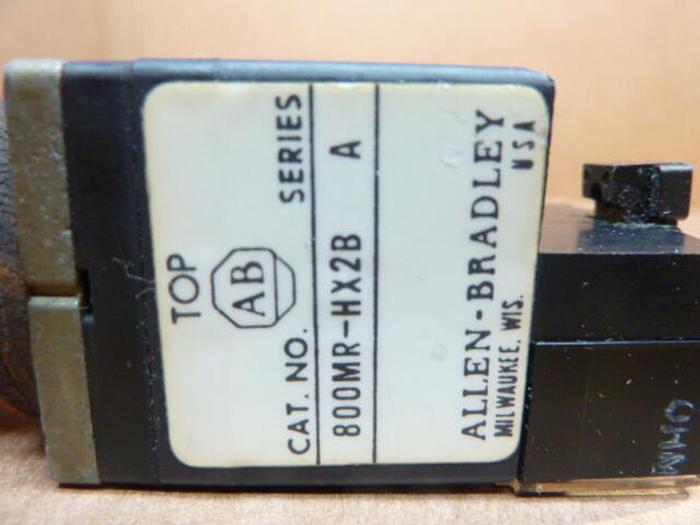 TOP
AB
CAT. NO. SERIES
800MR-HX2B A
ALLEN-BRADLEY
MILWAUKEE, WIS. USA